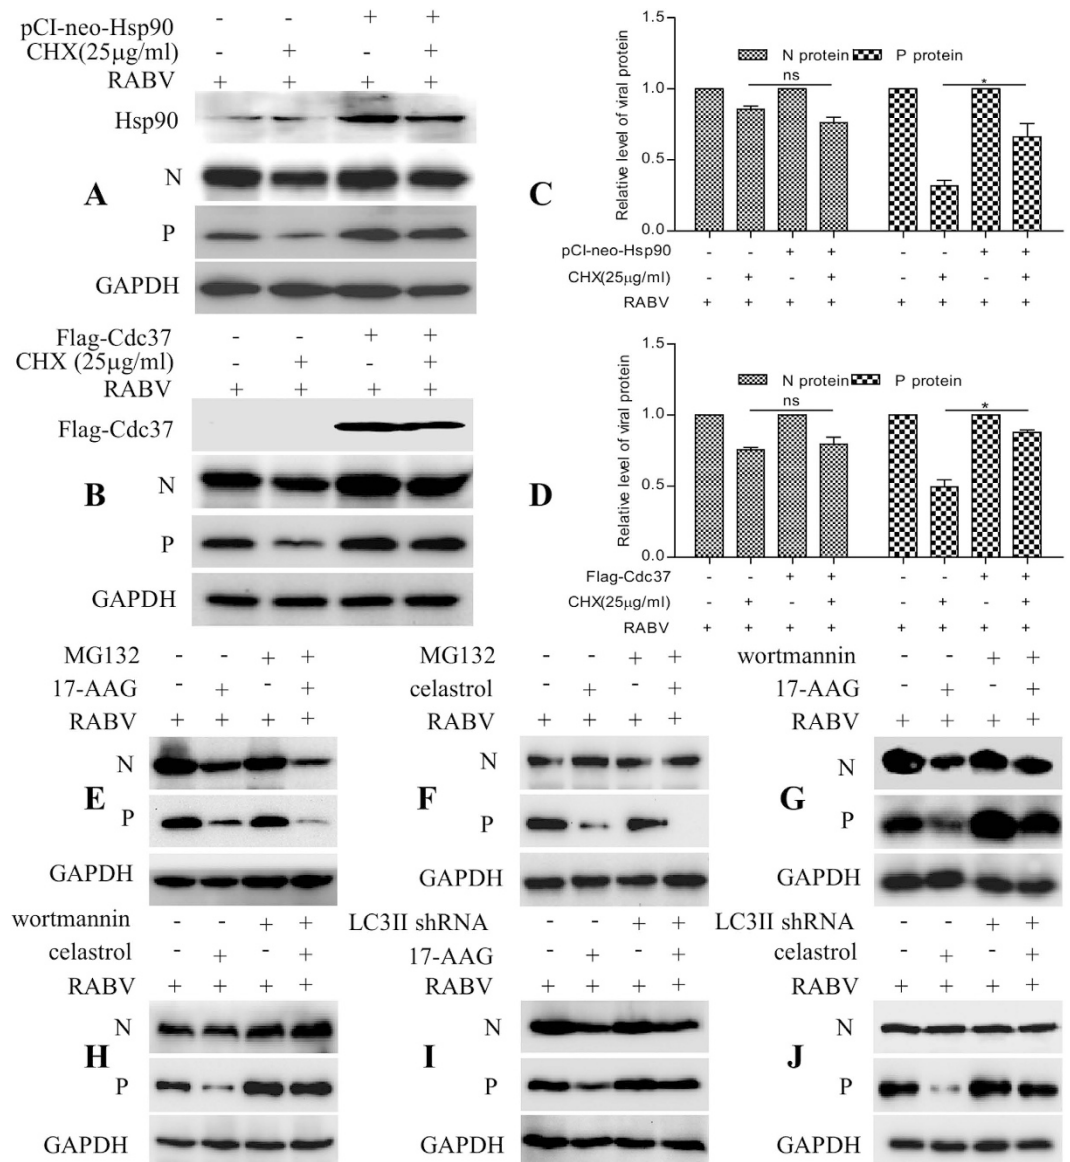 pCI-neo-Hsp90 - - + +
CHX(25μg/ml) - + - +
RABV + + + +
Hsp90
N
A
P
GAPDH
Flag-Cdc37 - - + +
CHX (25μg/ml) - + - +
RABV + + + +
Flag-Cdc37
N
B
P
GAPDH
1.5
N protein P protein
ns *
1.0
Relative level of viral protein
0.5
C
0.0
pCI-neo-Hsp90 - - + + - - + +
CHX(25μg/ml) - + - + - + - +
RABV + + + + + + + +
1.5
N protein P protein
ns *
1.0
Relative level of viral protein
0.5
D
0.0
Flag-Cdc37 - - + + - - + +
CHX(25μg/ml) - + - + - + - +
RABV + + + + + + + +
MG132 - - + +
17-AAG - + - +
RABV + + + +
N
E
P
GAPDH
MG132 - - + +
celastrol - + - +
RABV + + + +
N
F
P
GAPDH
wortmannin - - + +
17-AAG - + - +
RABV + + + +
N
G
P
GAPDH
wortmannin - - + +
celastrol - + - +
RABV + + + +
N
H
P
GAPDH
LC3II shRNA - - + +
17-AAG - + - +
RABV + + + +
N
I
P
GAPDH
LC3II shRNA - - + +
celastrol - + - +
RABV + + + +
N
J
P
GAPDH